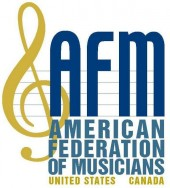 AFM
AMERICAN
FEDERATION
OF MUSICIANS
UNITED STATES CANADA